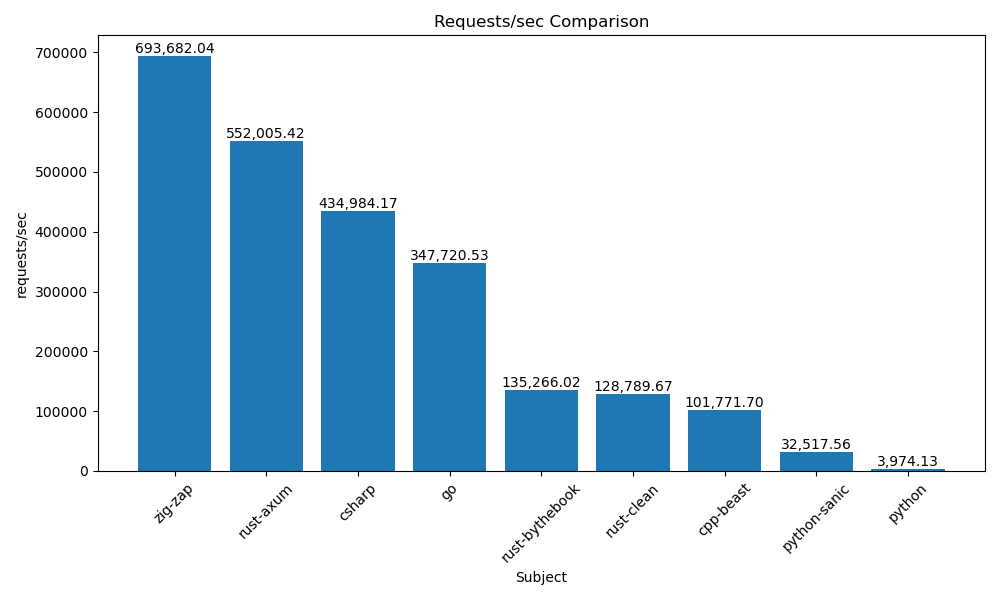 Requests/sec Comparison
requests/sec
700000
600000
500000
400000
300000
200000
100000
0
693,682.04
552,005.42
434,984.17
347,720.53
135,266.02
128,789.67
101,771.70
32,517.56
3,974.13
zig-zap
rust-axum
csharp
go
rust-bythebook
rust-clean
cpp-beast
python-sanic
python
Subject